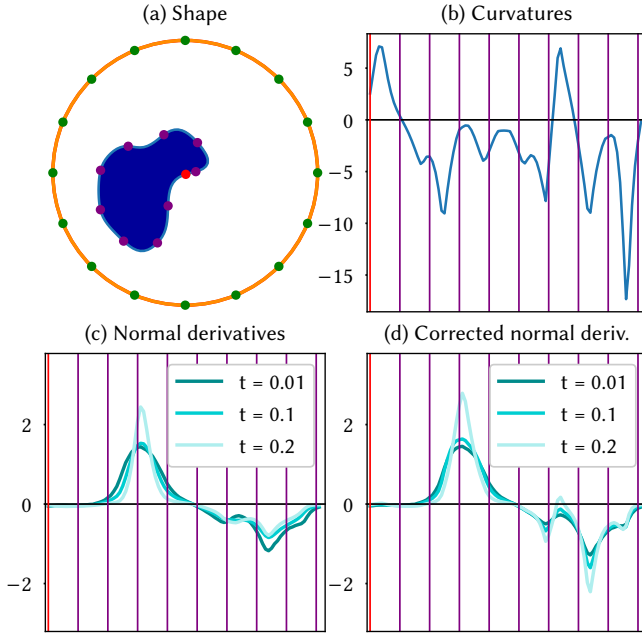 (a) Shape
(b) Curvatures
5
0
−5
−10
−15
(c) Normal derivatives
2
0
−2
t = 0.01
t = 0.1
t = 0.2
(d) Corrected normal deriv.
2
0
−2
t = 0.01
t = 0.1
t = 0.2